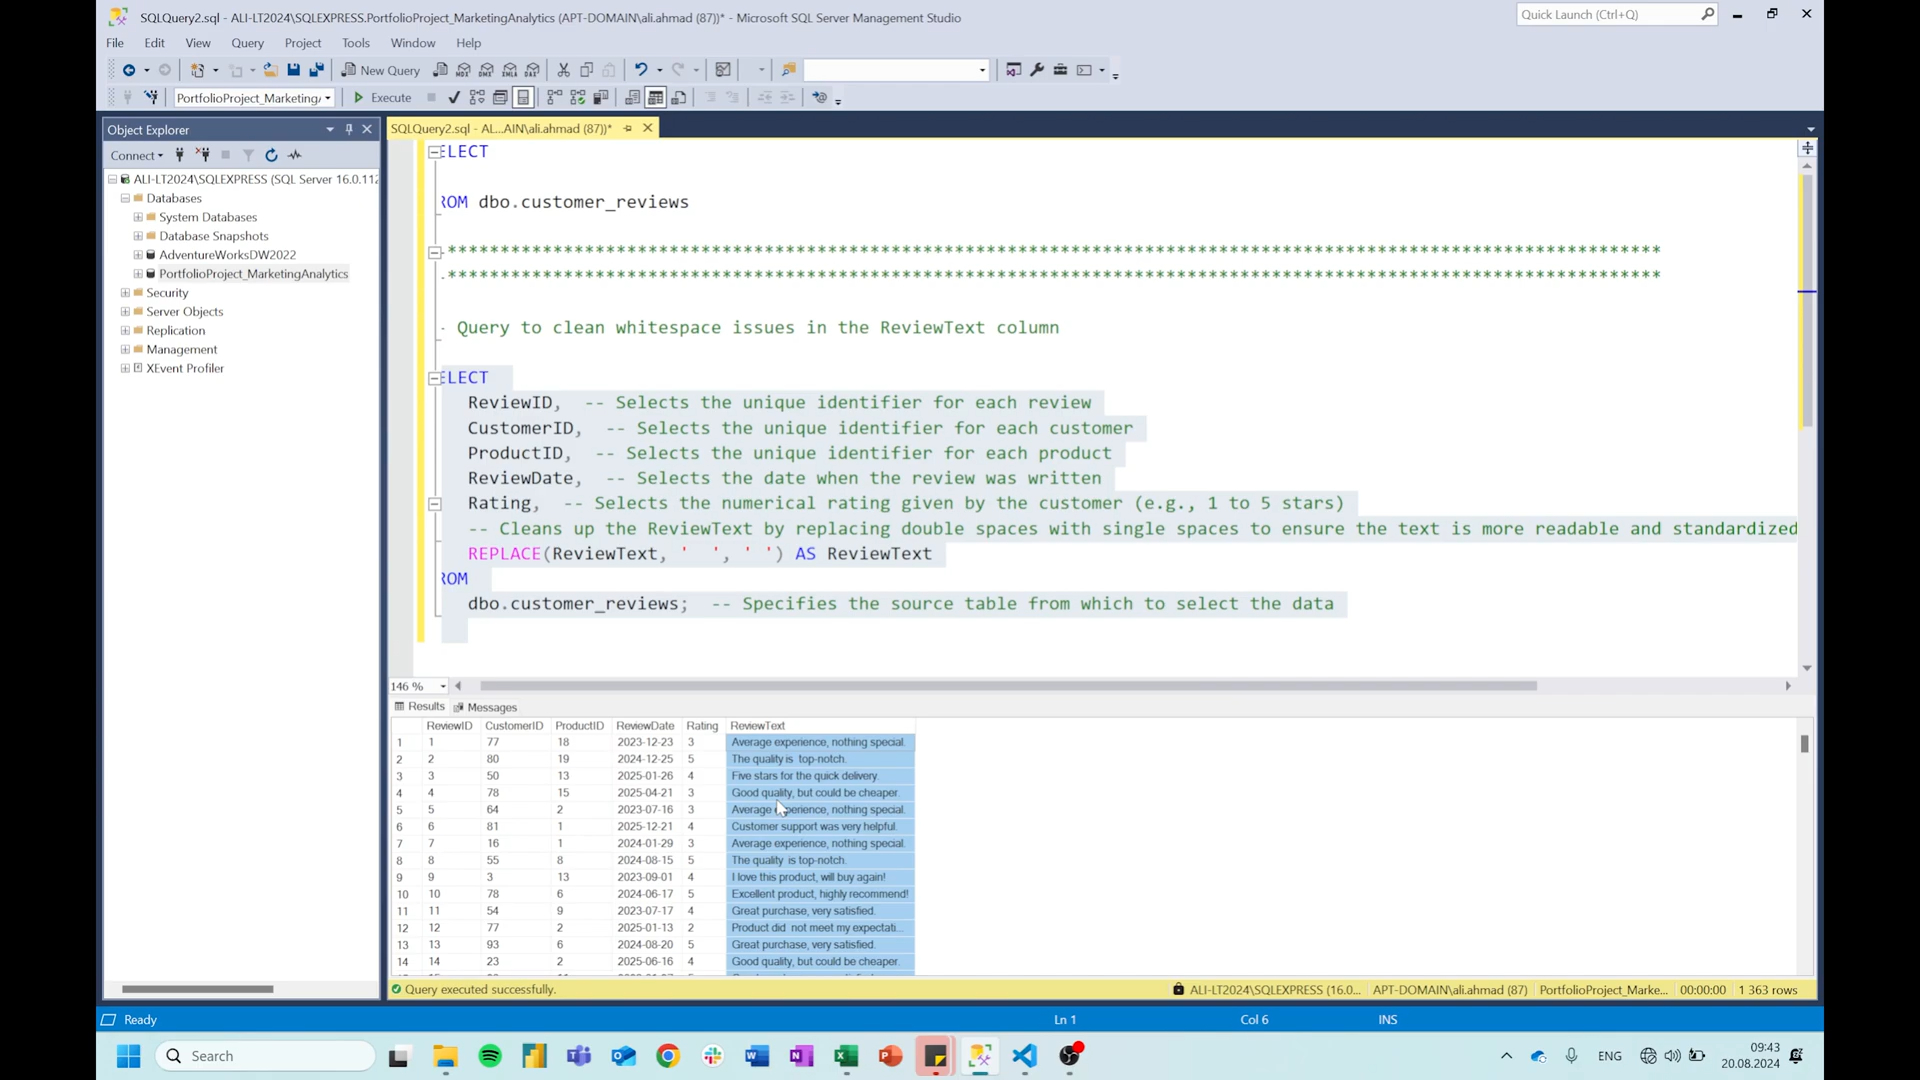 SQLQuery2.sql - ALI-LT2024\SQLEXPRESS.PortfolioProject_MarketingAnalytics (APT-DOMAIN\ali.ahmad (87))* - Microsoft SQL Server Management Studio
Quick Launch (Ctrl+Q)
File Edit View Query Project Tools Window Help
New Query
PortfolioProject_Marketing Execute
Object Explorer
SQLQuery2.sql - AL...AIN\ali.ahmad (87))*
Connect
ALI-LT2024\SQLEXPRESS (SQL Server 16.0.112
Databases
System Databases
Database Snapshots
AdventureWorksDW2022
PortfolioProject_MarketingAnalytics
Security
Server Objects
Replication
Management
XEvent Profiler
ELECT
ROM dbo.customer_reviews
*******************************************************************************************************************
*******************************************************************************************************************
- Query to clean whitespace issues in the ReviewText column
ELECT
ReviewID,  -- Selects the unique identifier for each review
CustomerID,  -- Selects the unique identifier for each customer
ProductID,  -- Selects the unique identifier for each product
ReviewDate,  -- Selects the date when the review was written
Rating,  -- Selects the numerical rating given by the customer (e.g., 1 to 5 stars)
-- Cleans up the ReviewText by replacing double spaces with single spaces to ensure the text is more readable and standardized
REPLACE(ReviewText, '  ', ' ') AS ReviewText
ROM
dbo.customer_reviews;  -- Specifies the source table from which to select the data
146 %
Results Messages
ReviewID CustomerID ProductID ReviewDate Rating ReviewText
1 1 77 18 2023-12-23 3 Average experience, nothing special.
2 2 80 19 2024-12-25 5 The quality is  top-notch.
3 3 50 13 2025-01-26 4 Five stars for the quick delivery.
4 4 78 15 2025-04-21 3 Good quality, but could be cheaper.
5 5 64 2 2023-07-16 3 Average experience, nothing special.
6 6 81 1 2025-12-21 4 Customer support was very helpful.
7 7 16 1 2024-01-29 3 Average experience, nothing special.
8 8 55 8 2024-08-15 5 The quality  is top-notch.
9 9 3 13 2023-09-01 4 I love this product, will buy again!
10 10 78 6 2024-06-17 5 Excellent product, highly recommend!
11 11 54 9 2023-07-17 4 Great purchase, very satisfied.
12 12 77 2 2025-01-13 2 Product did  not meet my expectati...
13 13 93 6 2024-08-20 5 Great purchase, very satisfied.
14 14 23 2 2025-06-16 4 Good quality, but could be cheaper.
Query executed successfully.
ALI-LT2024\SQLEXPRESS (16.0... APT-DOMAIN\ali.ahmad (87) PortfolioProject_Marke... 00:00:00 1 363 rows
Ready Ln 1 Col 6 INS
Search
ENG
09:43
20.08.2024